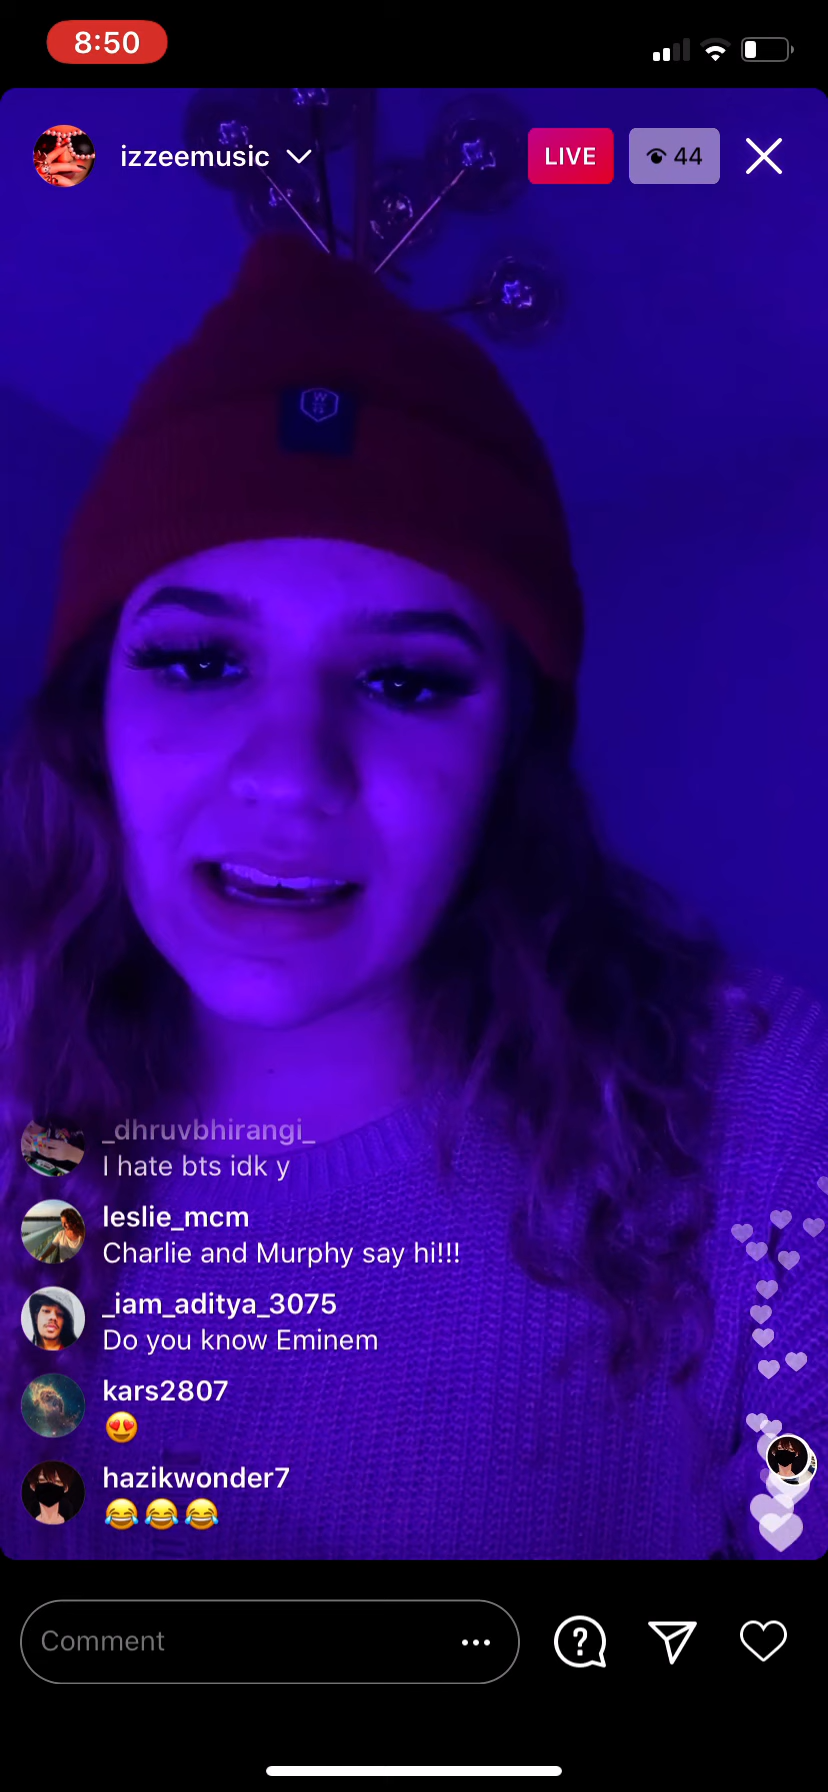 8:50
izzeemusic
LIVE
44
_dhruvbhirangi_
I hate bts idk y
leslie_mcm
Charlie and Murphy say hi!!!
_iam_aditya_3075
Do you know Eminem
kars2807
😍
hazikwonder7
😂😂😂
Comment